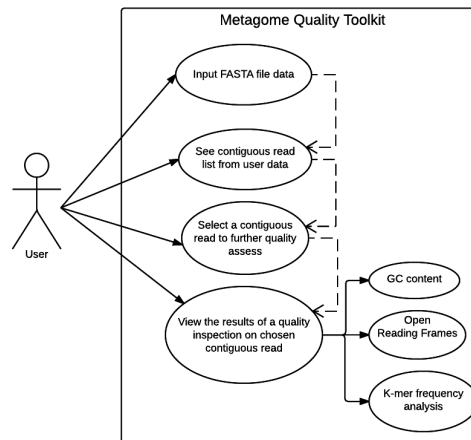 Metagome Quality Toolkit
Input FASTA file data
See contiguous read
list from user data
User
Select a contiguous
read to further quality
assess
View the results of a quality
inspection on chosen
contiguous read
GC content
Open
Reading Frames
K-mer frequency
analysis